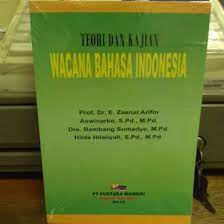 TEORI DAN KAJIAN
WACANA BAHASA INDONESIA
Prof. Dr. E. Zaenal Arifin
Aswinarko, S.Pd., M.Pd.
Drs. Bambang Sumadyo, M.Pd.
Hilda Hilaliyah, S.Pd., M.Pd.
PT PUSTAKA MANDIRI